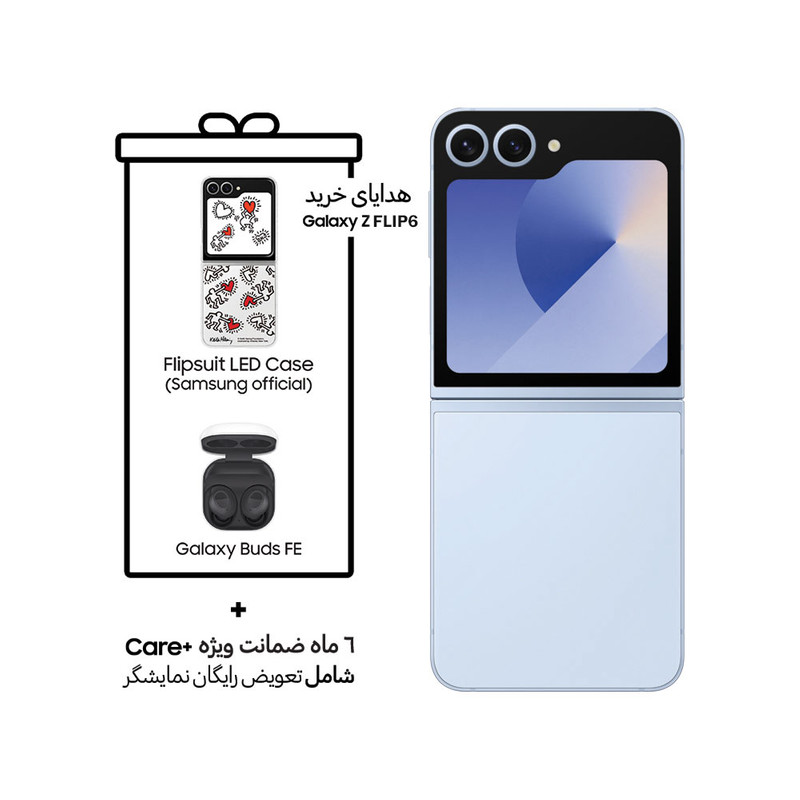 هدایای خرید
Galaxy Z FLIP6
Flipsuit LED Case
(Samsung official)
Galaxy Buds FE
+
٦ ماه ضمانت ویژه Care+
شامل تعویض رایگان نمایشگر